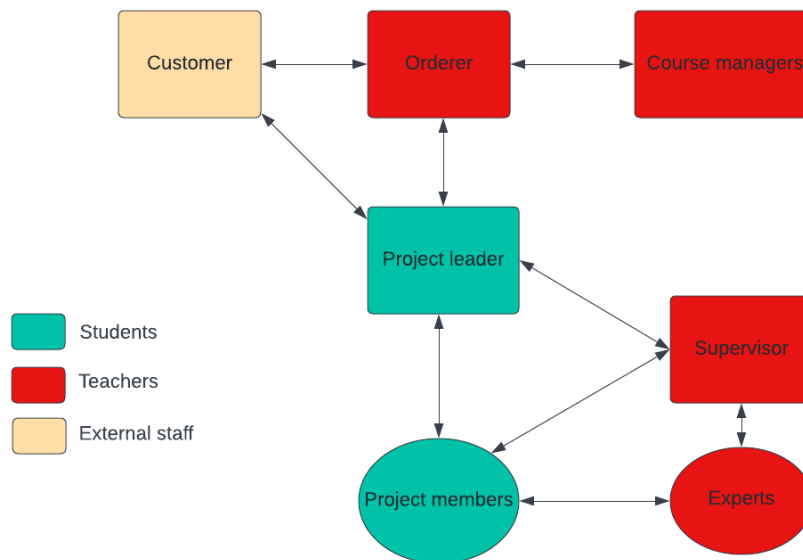 Customer
Orderer
Course managers
Project leader
Students
Supervisor
Teachers
External staff
Project members
Experts